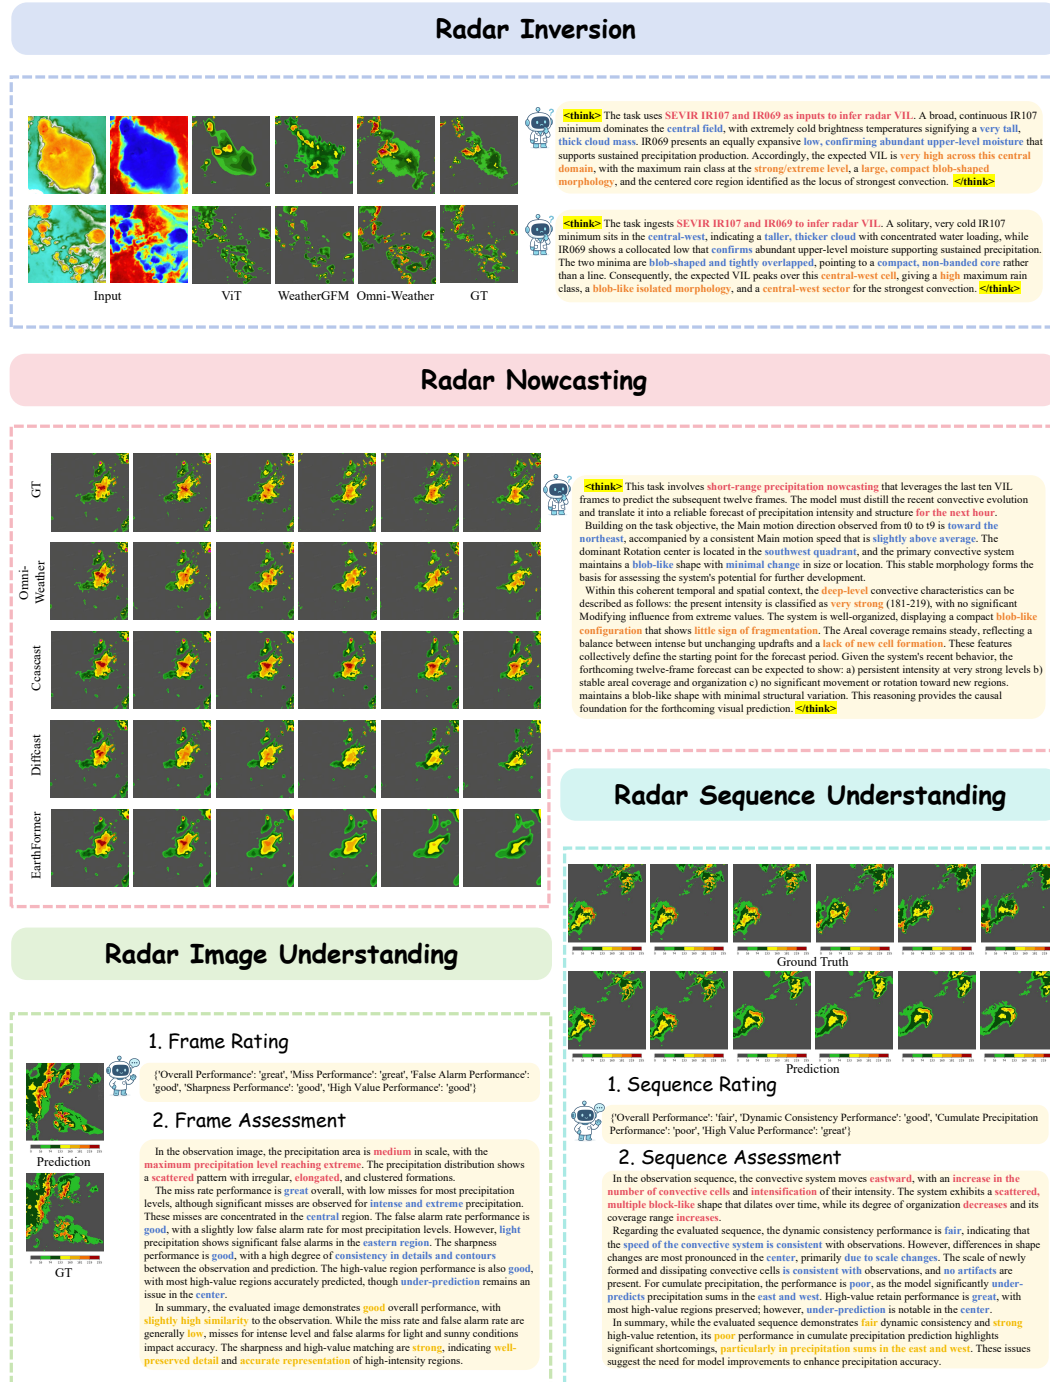 Radar Inversion
<think> The task uses SEVIR IR107 and IR069 as inputs to infer radar VIL. A broad, continuous IR107
minimum dominates the central field, with extremely cold brightness temperatures signifying a very tall,
thick cloud mass. IR069 presents an equally expansive low, confirming abundant upper-level moisture that
supports sustained precipitation production. Accordingly, the expected VIL is very high across this central
domain, with the maximum rain class at the strong/extreme level, a large, compact blob-shaped
morphology, and the centered core region identified as the locus of strongest convection. </think>
<think> The task ingests SEVIR IR107 and IR069 to infer radar VIL. A solitary, very cold IR107
minimum sits in the central-west, indicating a taller, thicker cloud with concentrated water loading, while
IR069 shows a collocated low that confirms abundant upper-level moisture supporting sustained precipitation.
The two minima are blob-shaped and tightly overlapped, pointing to a compact, non-banded core rather
than a line. Consequently, the expected VIL peaks over this central-west cell, giving a high maximum rain
class, a blob-like isolated morphology, and a central-west sector for the strongest convection. </think>
Input
ViT
WeatherGFM
Omni-Weather
GT
Radar Nowcasting
GT
Omni-
Weather
Ccascast
Diffcast
EarthFormer
<think> This task involves short-range precipitation nowcasting that leverages the last ten VIL
frames to predict the subsequent twelve frames. The model must distill the recent convective evolution
and translate it into a reliable forecast of precipitation intensity and structure for the next hour.
Building on the task objective, the Main motion direction observed from t0 to t9 is toward the
northeast, accompanied by a consistent Main motion speed that is slightly above average. The
dominant Rotation center is located in the southwest quadrant, and the primary convective system
maintains a blob-like shape with minimal change in size or location. This stable morphology forms the
basis for assessing the system's potential for further development.
Within this coherent temporal and spatial context, the deep-level convective characteristics can be
described as follows: the present intensity is classified as very strong (181-219), with no significant
Modifying influence from extreme values. The system is well-organized, displaying a compact blob-like
configuration that shows little sign of fragmentation. The Areal coverage remains steady, reflecting a
balance between intense but unchanging updrafts and a lack of new cell formation. These features
collectively define the starting point for the forecast period. Given the system's recent behavior, the
forthcoming twelve-frame forecast can be expected to show: a) persistent intensity at very strong levels b)
stable areal coverage and organization c) no significant movement or rotation toward new regions.
maintains a blob-like shape with minimal structural variation. This reasoning provides the causal
foundation for the forthcoming visual prediction. </think>
Radar Sequence Understanding
Ground Truth
Prediction
1. Sequence Rating
{'Overall Performance': 'fair', 'Dynamic Consistency Performance': 'good', 'Cumulate Precipitation
Performance': 'poor', 'High Value Performance': 'great'}
2. Sequence Assessment
In the observation sequence, the convective system moves eastward, with an increase in the
number of convective cells and intensification of their intensity. The system exhibits a scattered,
multiple block-like shape that dilates over time, while its degree of organization decreases and its
coverage range increases.
Regarding the evaluated sequence, the dynamic consistency performance is fair, indicating that
the speed of the convective system is consistent with observations. However, differences in shape
changes are most pronounced in the center, primarily due to scale changes. The scale of newly
formed and dissipating convective cells is consistent with observations, and no artifacts are
present. For cumulate precipitation, the performance is poor, as the model significantly under-
predicts precipitation sums in the east and west. High-value retain performance is great, with
most high-value regions preserved; however, under-prediction is notable in the center.
In summary, while the evaluated sequence demonstrates fair dynamic consistency and strong
high-value retention, its poor performance in cumulate precipitation prediction highlights
significant shortcomings, particularly in precipitation sums in the east and west. These issues
suggest the need for model improvements to enhance precipitation accuracy.
Radar Image Understanding
Prediction
GT
1. Frame Rating
{'Overall Performance': 'great', 'Miss Performance': 'great', 'False Alarm Performance':
'good', 'Sharpness Performance': 'good', 'High Value Performance': 'good'}
2. Frame Assessment
In the observation image, the precipitation area is medium in scale, with the
maximum precipitation level reaching extreme. The precipitation distribution shows
a scattered pattern with irregular, elongated, and clustered formations.
The miss rate performance is great overall, with low misses for most precipitation
levels, although significant misses are observed for intense and extreme precipitation.
These misses are concentrated in the central region. The false alarm rate performance is
good, with a slightly low false alarm rate for most precipitation levels. However, light
precipitation shows significant false alarms in the eastern region. The sharpness
performance is good, with a high degree of consistency in details and contours
between the observation and prediction. The high-value region performance is also good,
with most high-value regions accurately predicted, though under-prediction remains an
issue in the center.
In summary, the evaluated image demonstrates good overall performance, with
slightly high similarity to the observation. While the miss rate and false alarm rate are
generally low, misses for intense level and false alarms for light and sunny conditions
impact accuracy. The sharpness and high-value matching are strong, indicating well-
preserved detail and accurate representation of high-intensity regions.